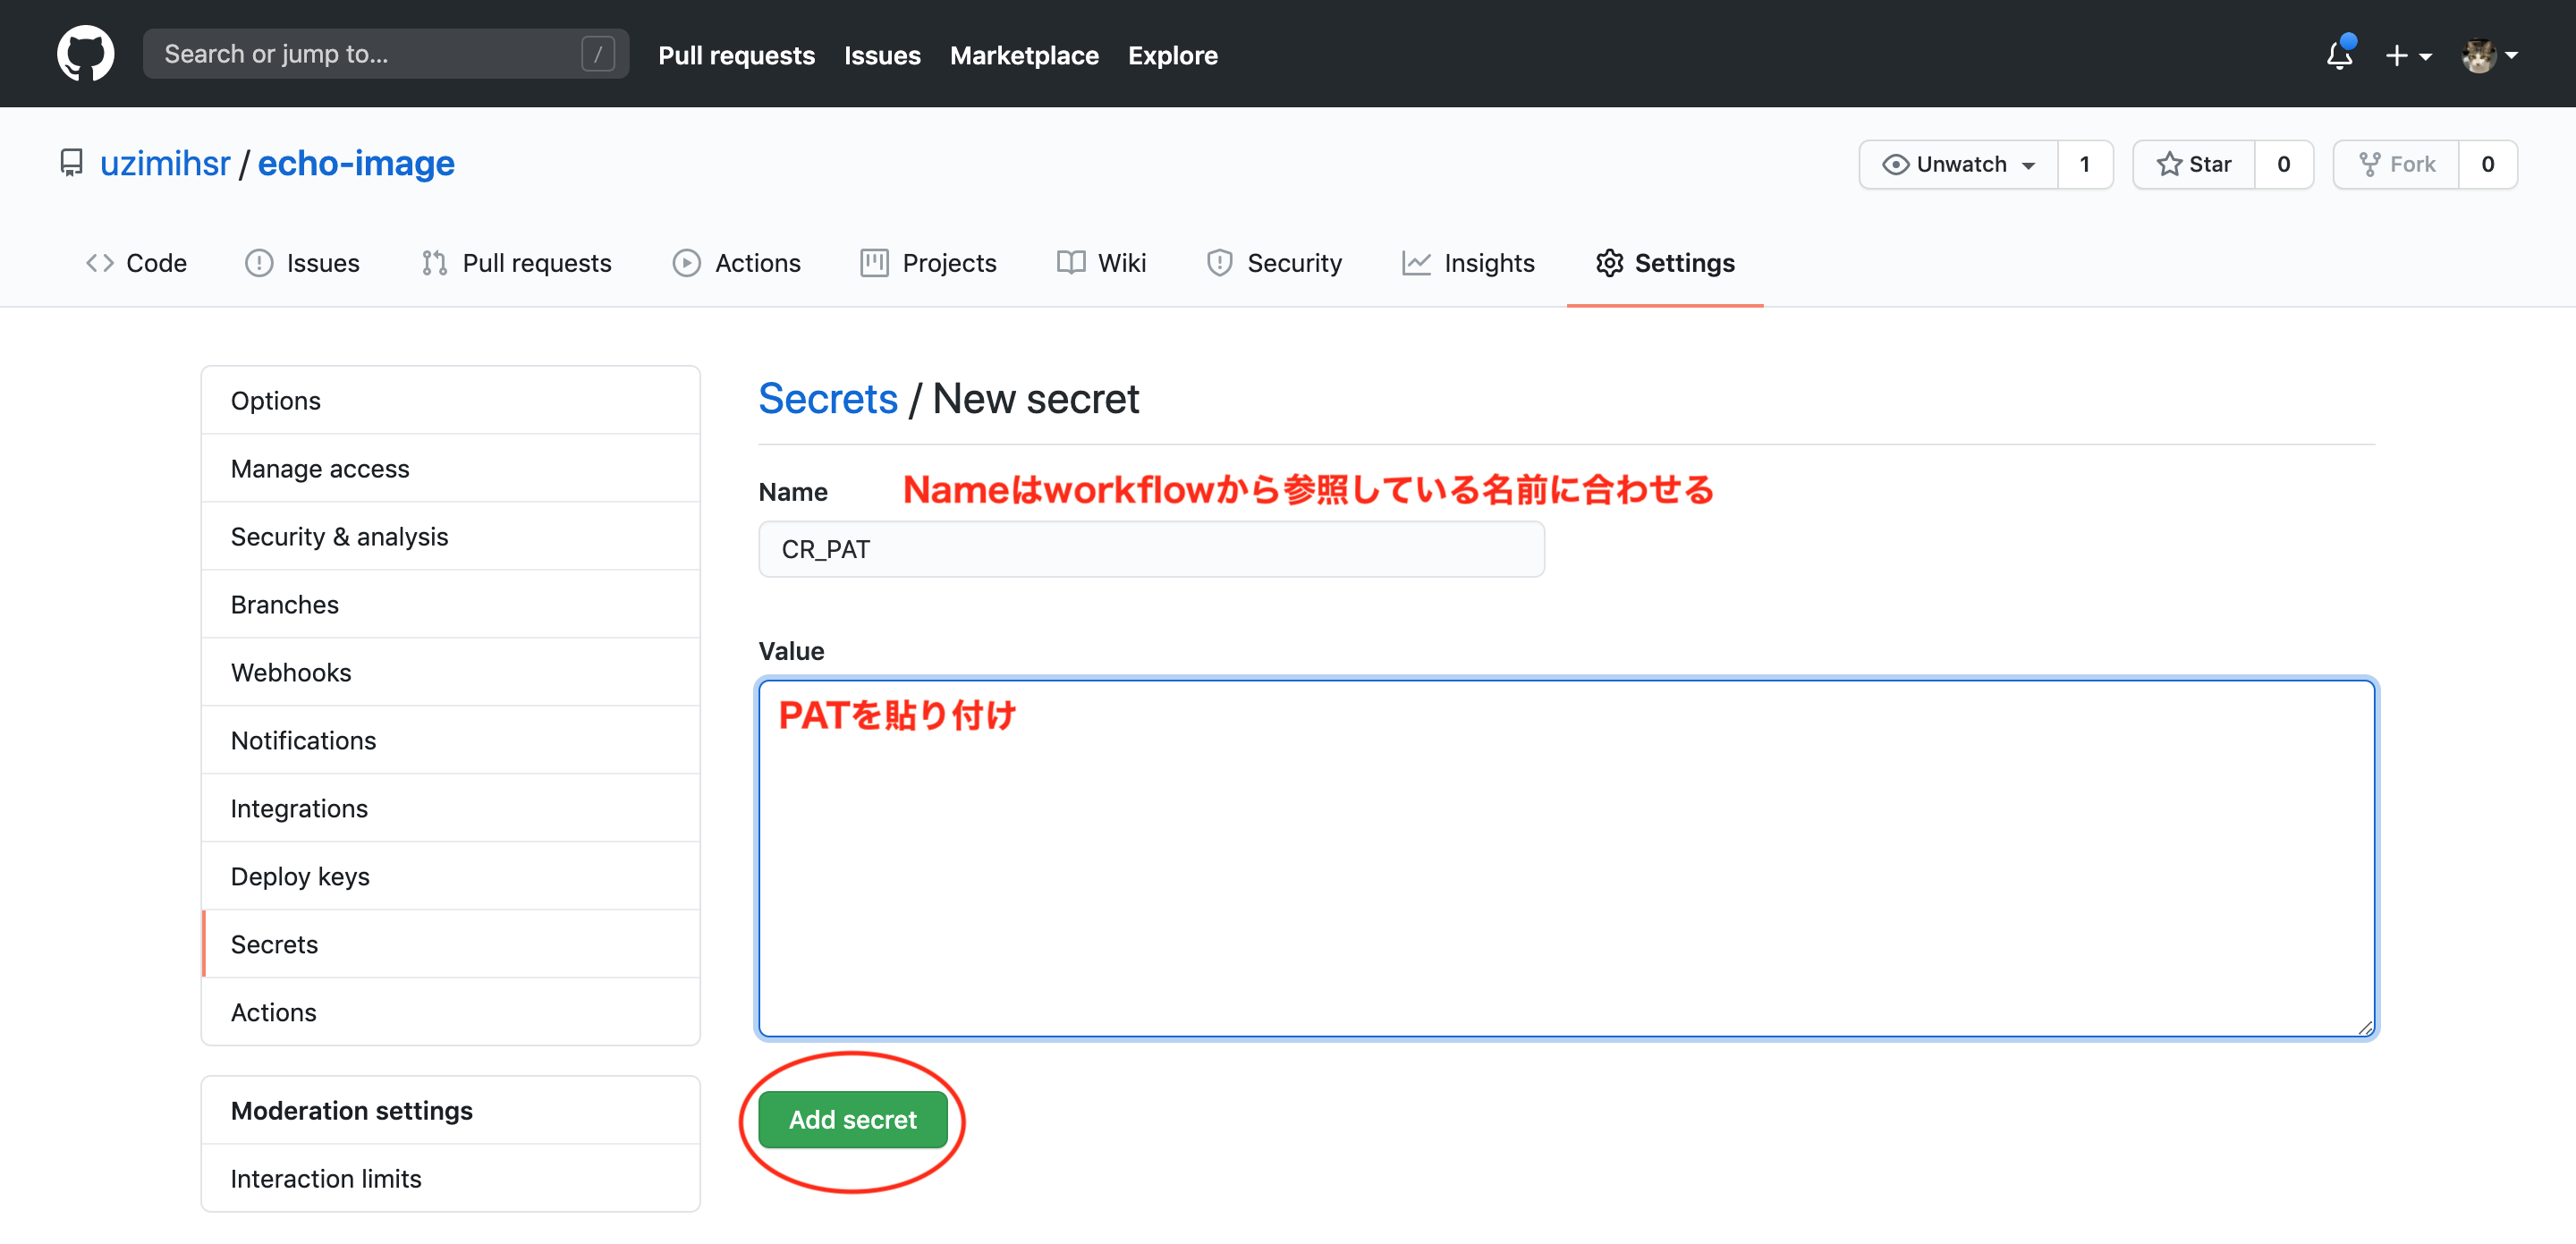 Search or jump to... /
Pull requests Issues Marketplace Explore
uzimihsr / echo-image
Unwatch 1 Star 0 Fork 0
Code Issues Pull requests Actions Projects Wiki Security Insights Settings
Options
Manage access
Security & analysis
Branches
Webhooks
Notifications
Integrations
Deploy keys
Secrets
Actions
Moderation settings
Interaction limits
Secrets / New secret
Name Nameはworkflowから参照している名前に合わせる
CR_PAT
Value
PATを貼り付け
Add secret